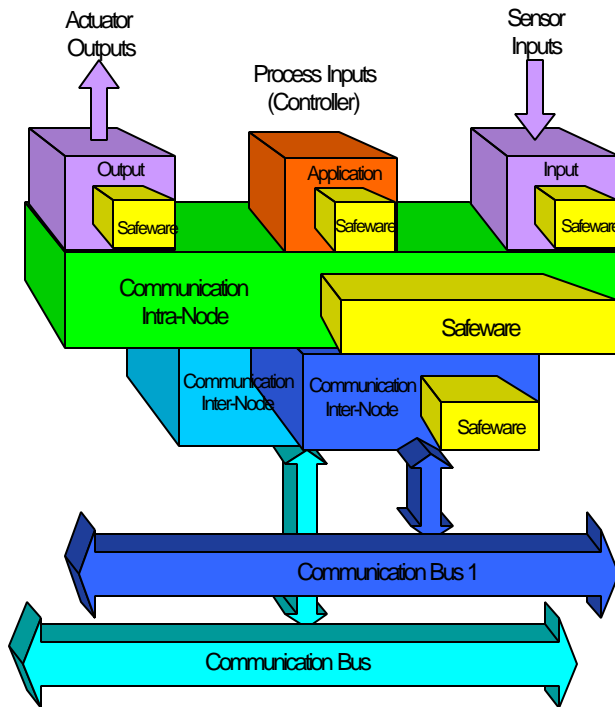 Actuator
Outputs
Sensor
Inputs
Process Inputs
(Controller)
Output
Application
Input
Safeware
Safeware
Safeware
Communication
Intra-Node
Safeware
Communication
Inter-Node
Communication
Inter-Node
Safeware
Communication Bus 1
Communication Bus